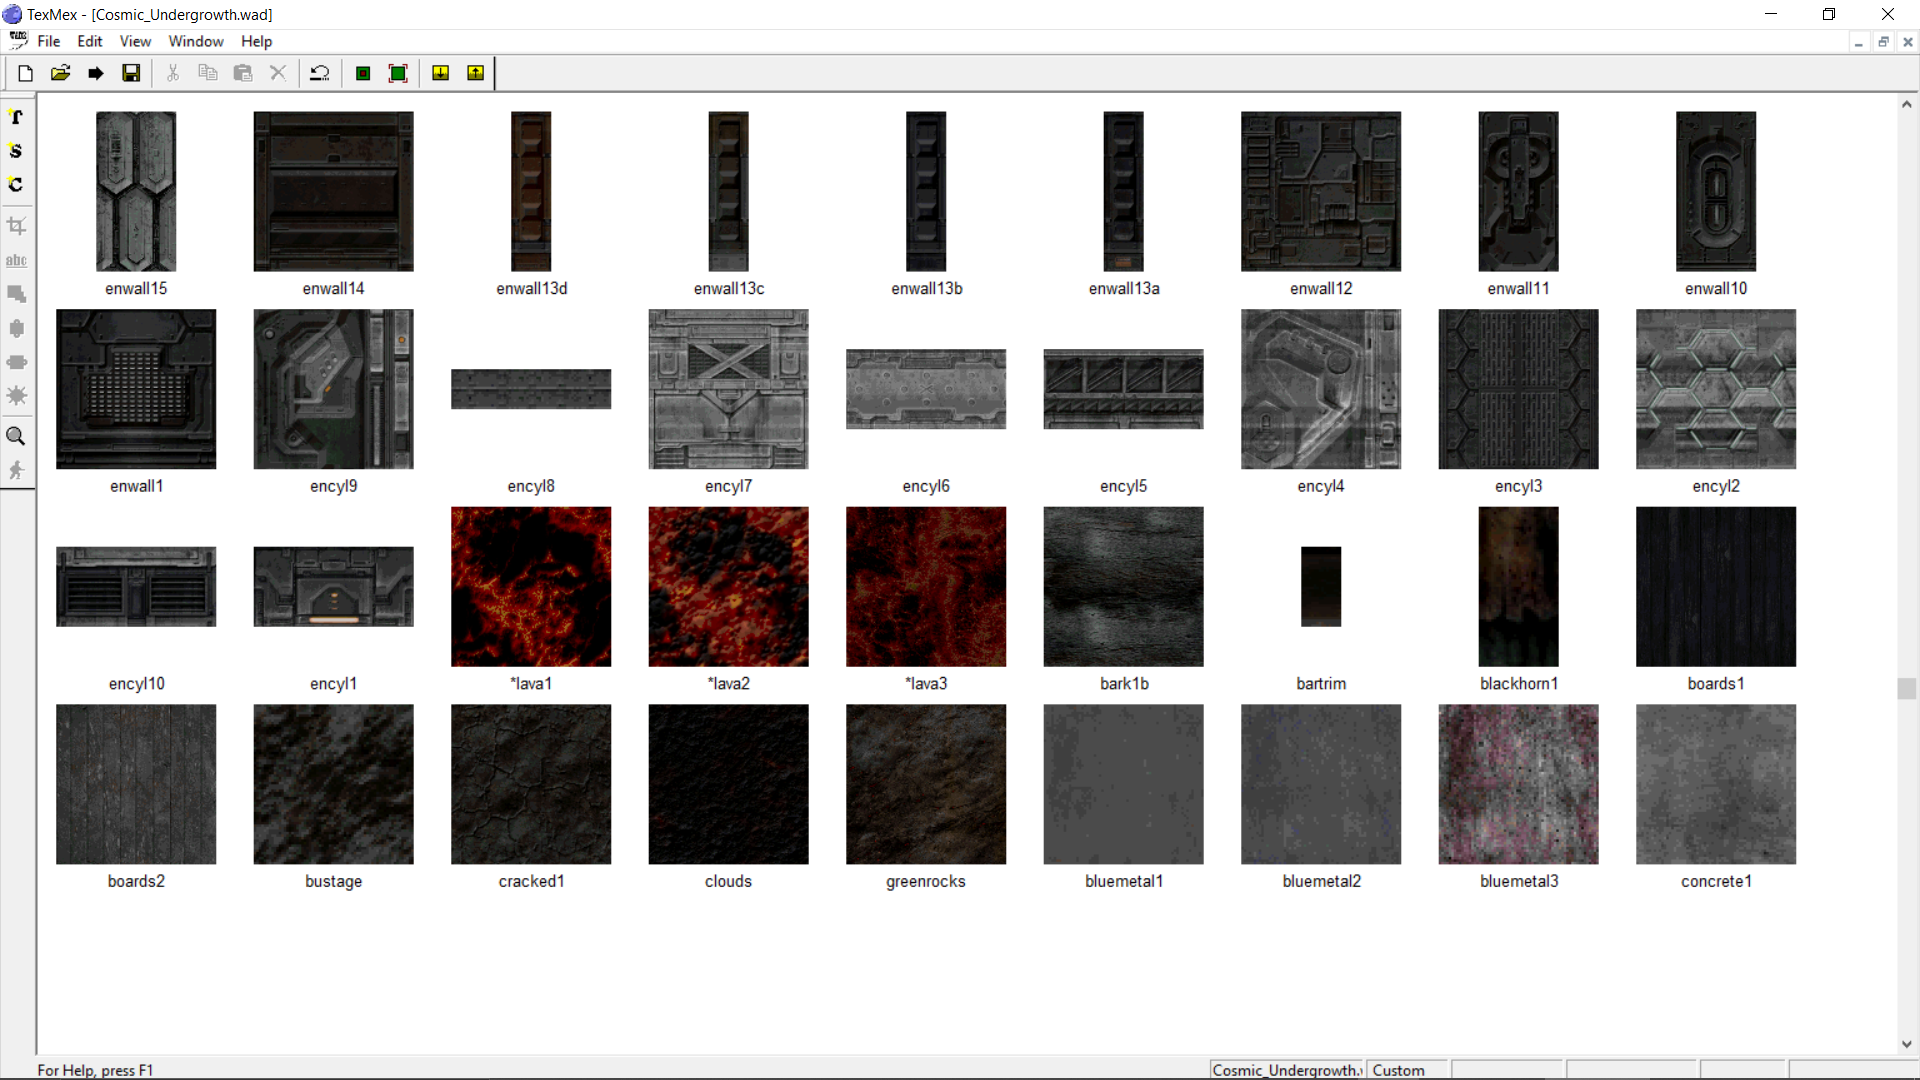 TexMex - [Cosmic_Undergrowth.wad]
File Edit View Window Help
T
S
C
abc
enwall15 enwall14 enwall13d enwall13c enwall13b enwall13a enwall12 enwall11 enwall10
enwall1 encyl9 encyl8 encyl7 encyl6 encyl5 encyl4 encyl3 encyl2
encyl10 encyl1 *lava1 *lava2 *lava3 bark1b bartrim blackhorn1 boards1
boards2 bustage cracked1 clouds greenrocks bluemetal1 bluemetal2 bluemetal3 concrete1
For Help, press F1 Cosmic_Undergrowth. Custom